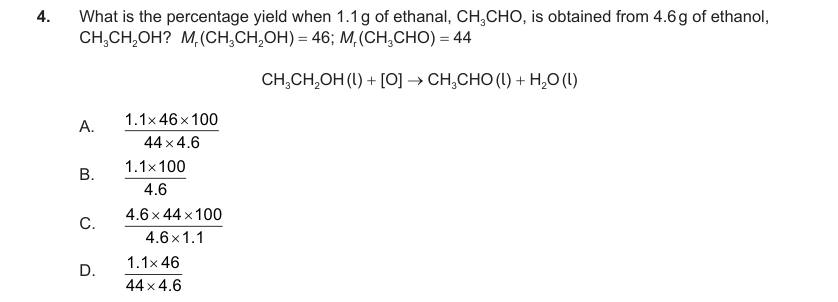 4. What is the percentage yield when 1.1 g of ethanal, CH₃CHO, is obtained from 4.6 g of ethanol,
CH₃CH₂OH? Mᵣ(CH₃CH₂OH) = 46; Mᵣ(CH₃CHO) = 44
CH₃CH₂OH (l) + [O] → CH₃CHO (l) + H₂O (l)
A. 1.1 × 46 × 100
44 × 4.6
B. 1.1 × 100
4.6
C. 4.6 × 44 × 100
4.6 × 1.1
D. 1.1 × 46
44 × 4.6